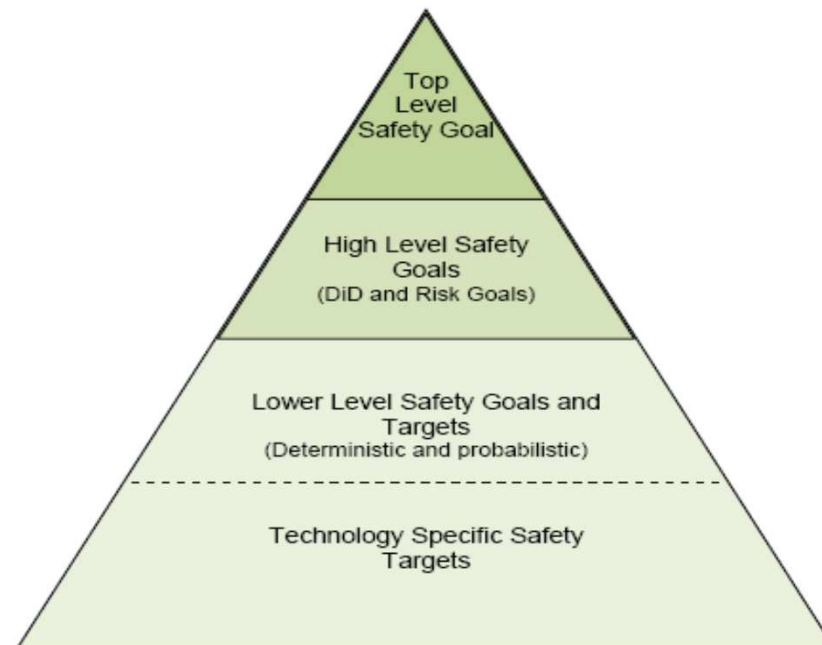 Top
Level
Safety Goal
High Level Safety
Goals
(DiD and Risk Goals)
Lower Level Safety Goals and
Targets
(Deterministic and probabilistic)
Technology Specific Safety
Targets